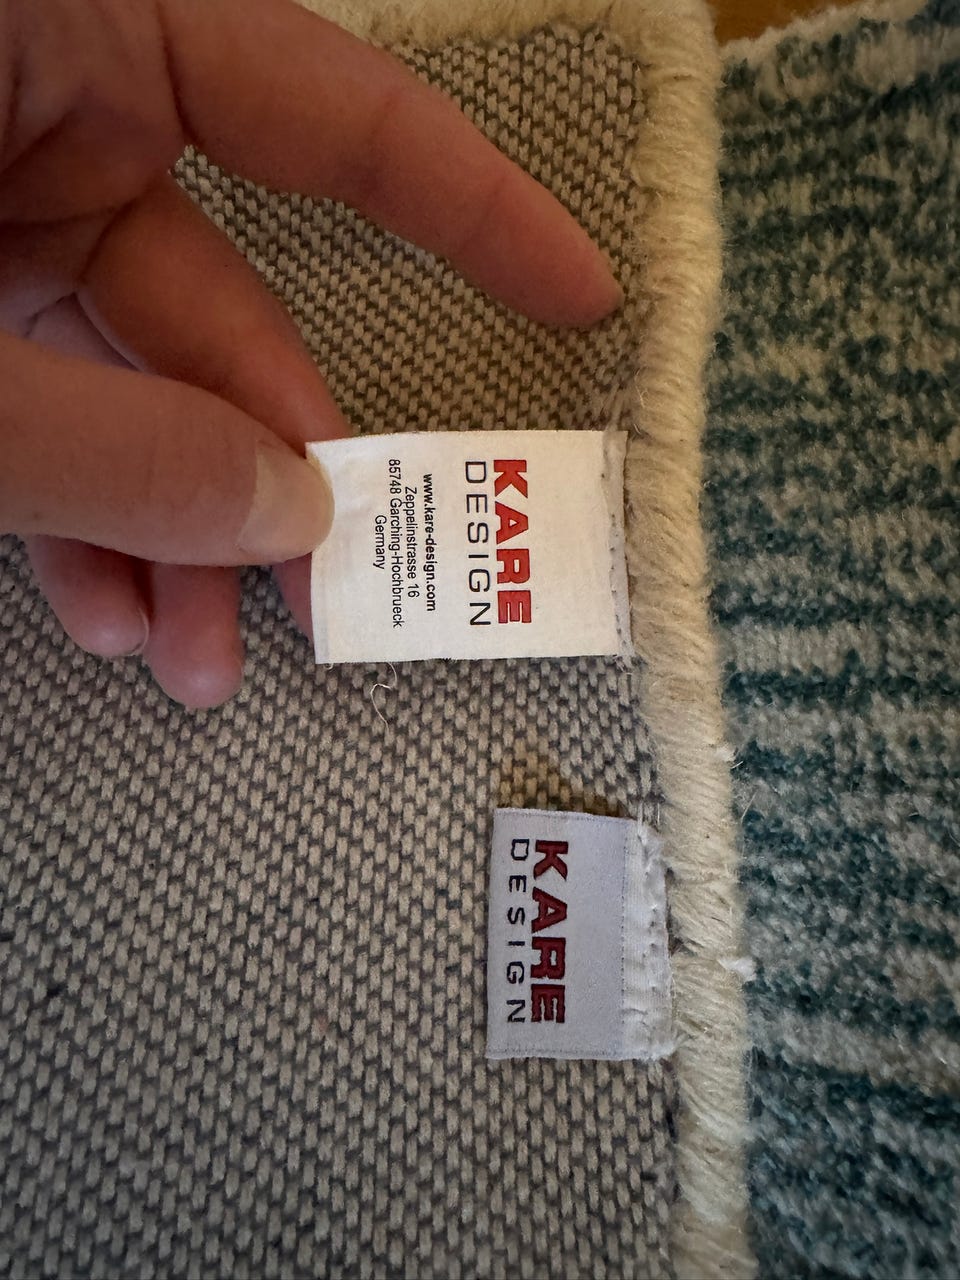 KARE
DESIGN
www.kare-design.com
Zeppelinstrasse 16
85748 Garching-Hochbrueck
Germany
KARE
DESIGN